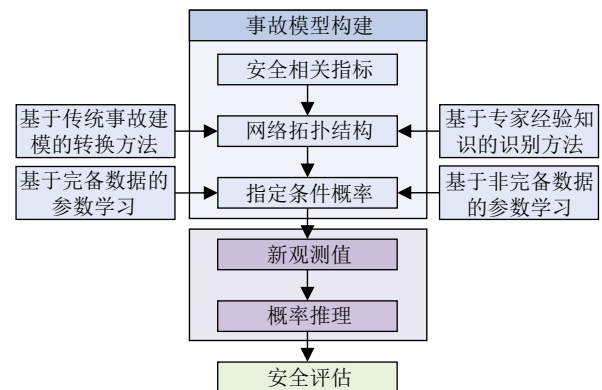 事故模型构建
安全相关指标
基于传统事故建
模的转换方法
网络拓扑结构
基于专家经验知
识的识别方法
基于完备数据的
参数学习
指定条件概率
基于非完备数据
的参数学习
新观测值
概率推理
安全评估